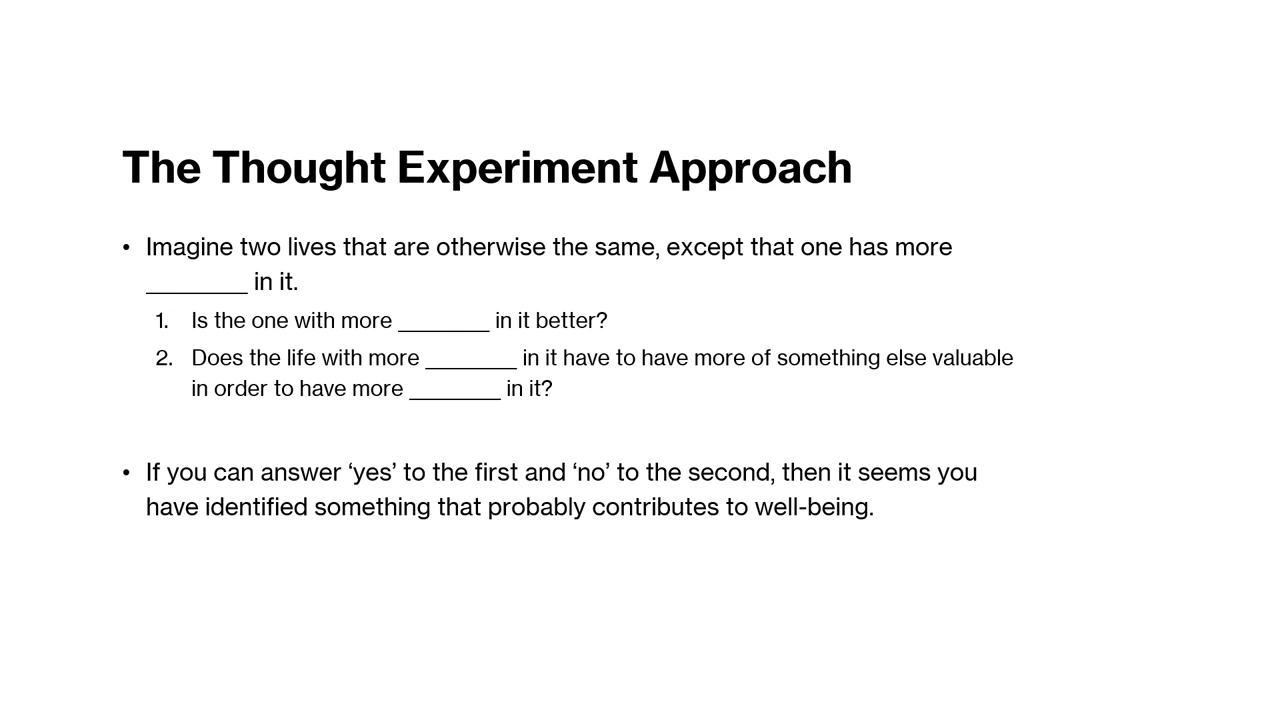 The Thought Experiment Approach
• Imagine two lives that are otherwise the same, except that one has more
________ in it.
1. Is the one with more ________ in it better?
2. Does the life with more ________ in it have to have more of something else valuable
in order to have more ________ in it?
• If you can answer ‘yes’ to the first and ‘no’ to the second, then it seems you
have identified something that probably contributes to well-being.